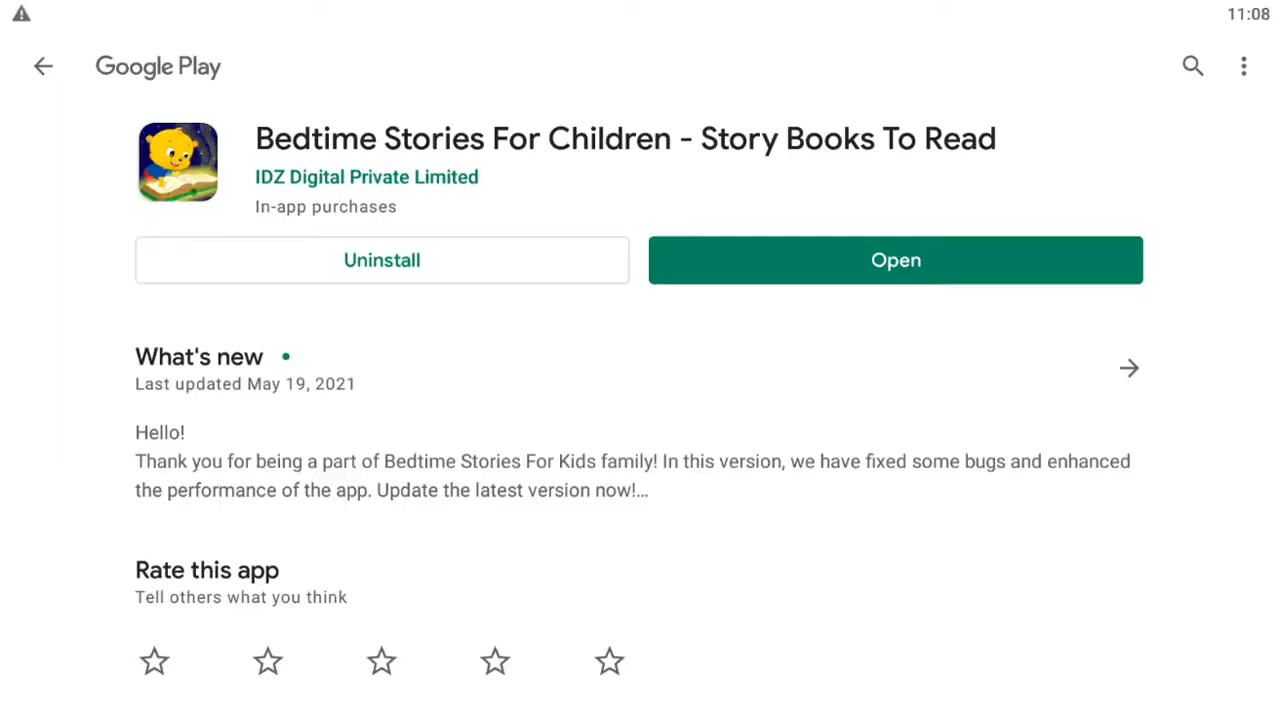 11:08
Google Play
Bedtime Stories For Children - Story Books To Read
IDZ Digital Private Limited
In-app purchases
Uninstall
Open
What's new
Last updated May 19, 2021
Hello!
Thank you for being a part of Bedtime Stories For Kids family! In this version, we have fixed some bugs and enhanced
the performance of the app. Update the latest version now!...
Rate this app
Tell others what you think